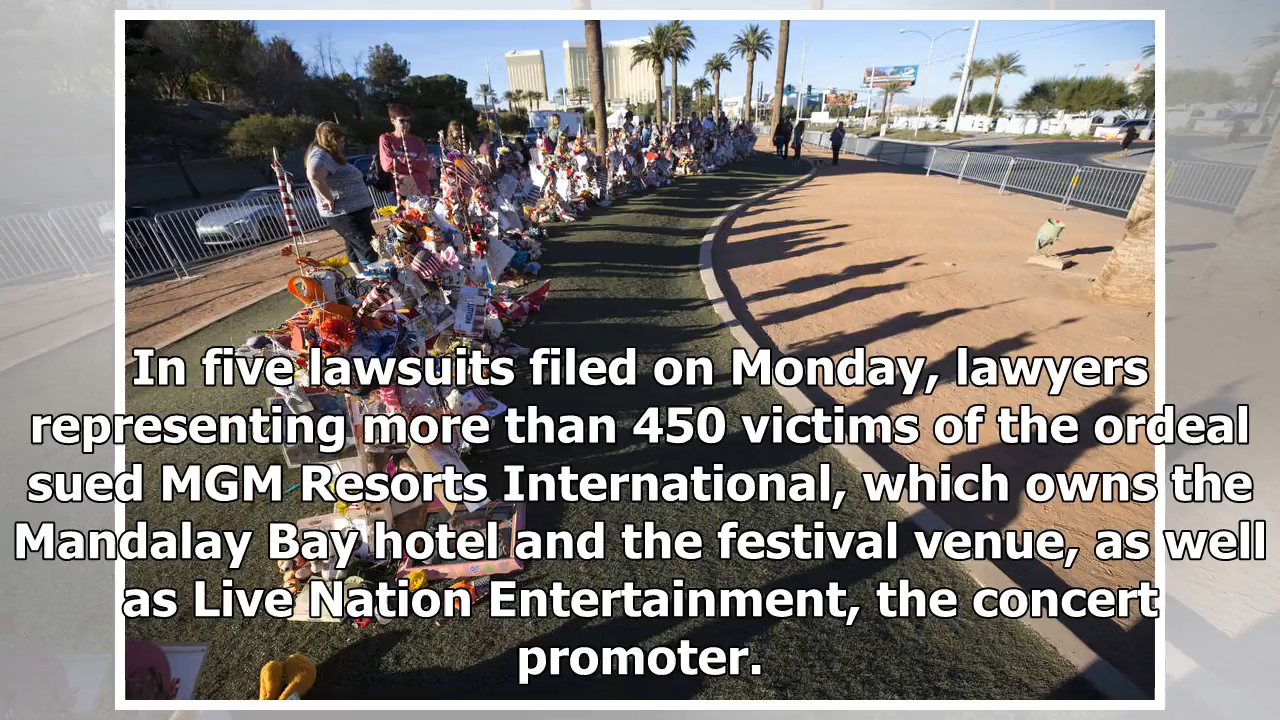 In five lawsuits filed on Monday, lawyers
representing more than 450 victims of the ordeal
sued MGM Resorts International, which owns the
Mandalay Bay hotel and the festival venue, as well
as Live Nation Entertainment, the concert
promoter.